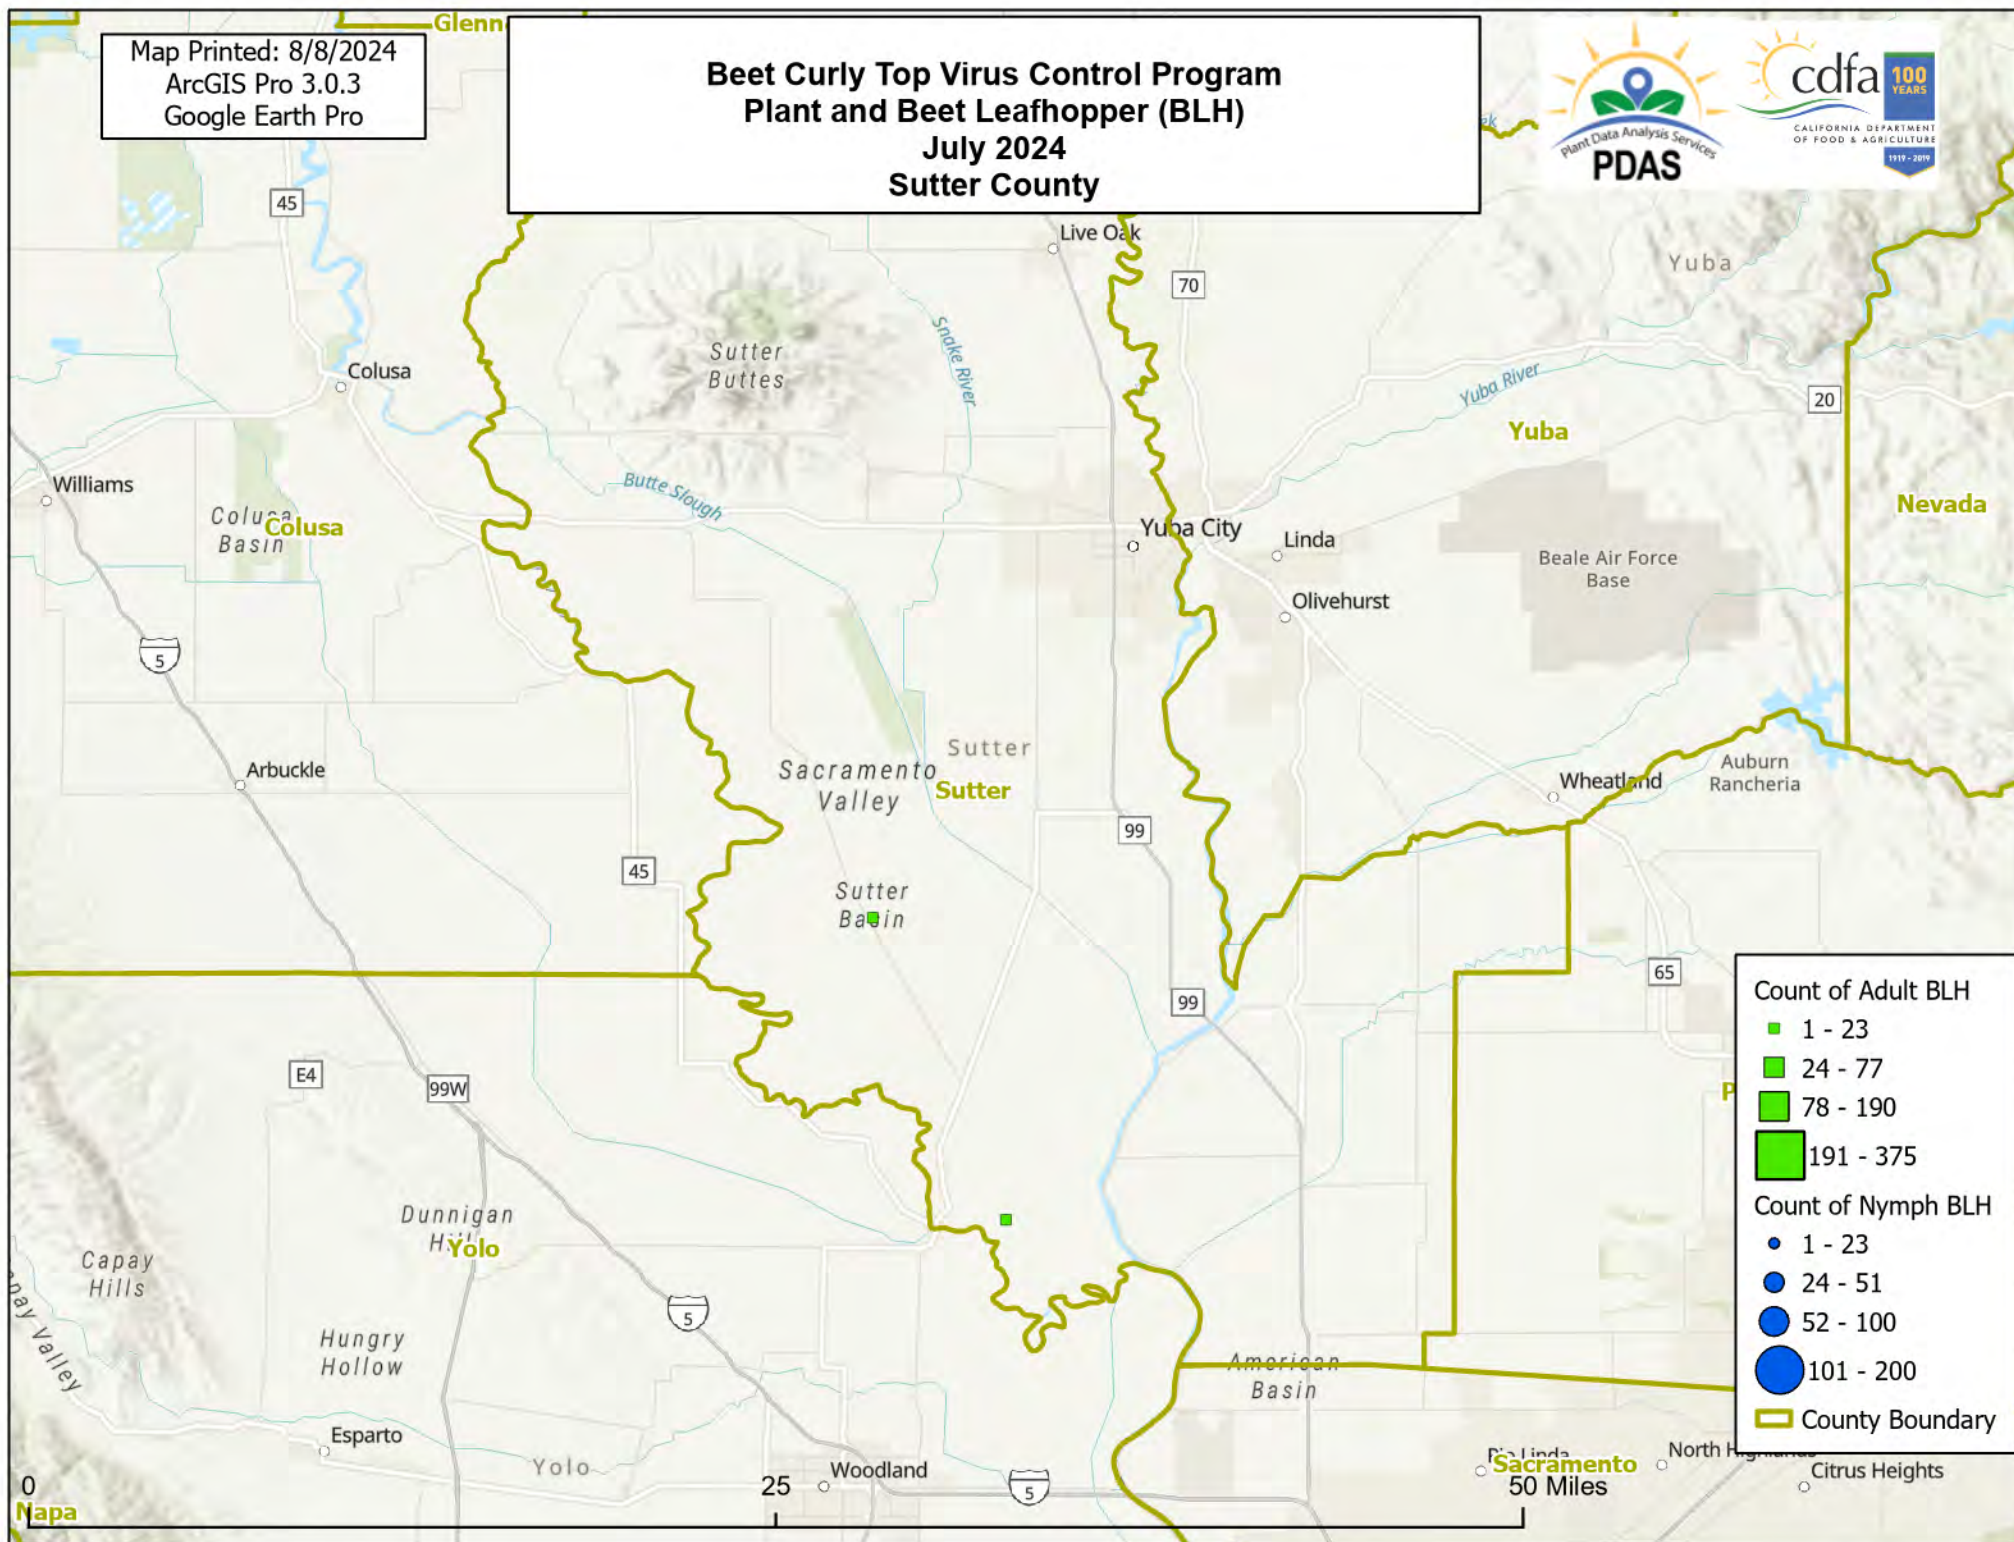 Glenn
Map Printed: 8/8/2024
ArcGIS Pro 3.0.3
Google Earth Pro
Beet Curly Top Virus Control Program
Plant and Beet Leafhopper (BLH)
July 2024
Sutter County
Plant Data Analysis Services
PDAS
cdfa
100
YEARS
CALIFORNIA DEPARTMENT
OF FOOD & AGRICULTURE
1919 - 2019
45
Live Oak
70
Yuba
Snake River
Sutter
Buttes
Colusa
Yuba River
20
Yuba
Williams
Butte Slough
Colusa
Basin
Colusa
Nevada
Yuba City
Linda
Beale Air Force
Base
Olivehurst
5
Sutter
Sacramento
Valley
Sutter
Arbuckle
Wheatland
Auburn
Rancheria
99
45
Sutter
Basin
65
99
E4
99W
Count of Adult BLH
1 - 23
24 - 77
78 - 190
191 - 375
Count of Nymph BLH
1 - 23
24 - 51
52 - 100
101 - 200
County Boundary
Dunnigan
Yolo
Capay
Hills
5
Hungry
Hollow
American
Basin
Esparto
Yolo
Woodland
5
Rio Linda
Sacramento
North Highlands
Citrus Heights
0
25
50 Miles
Napa